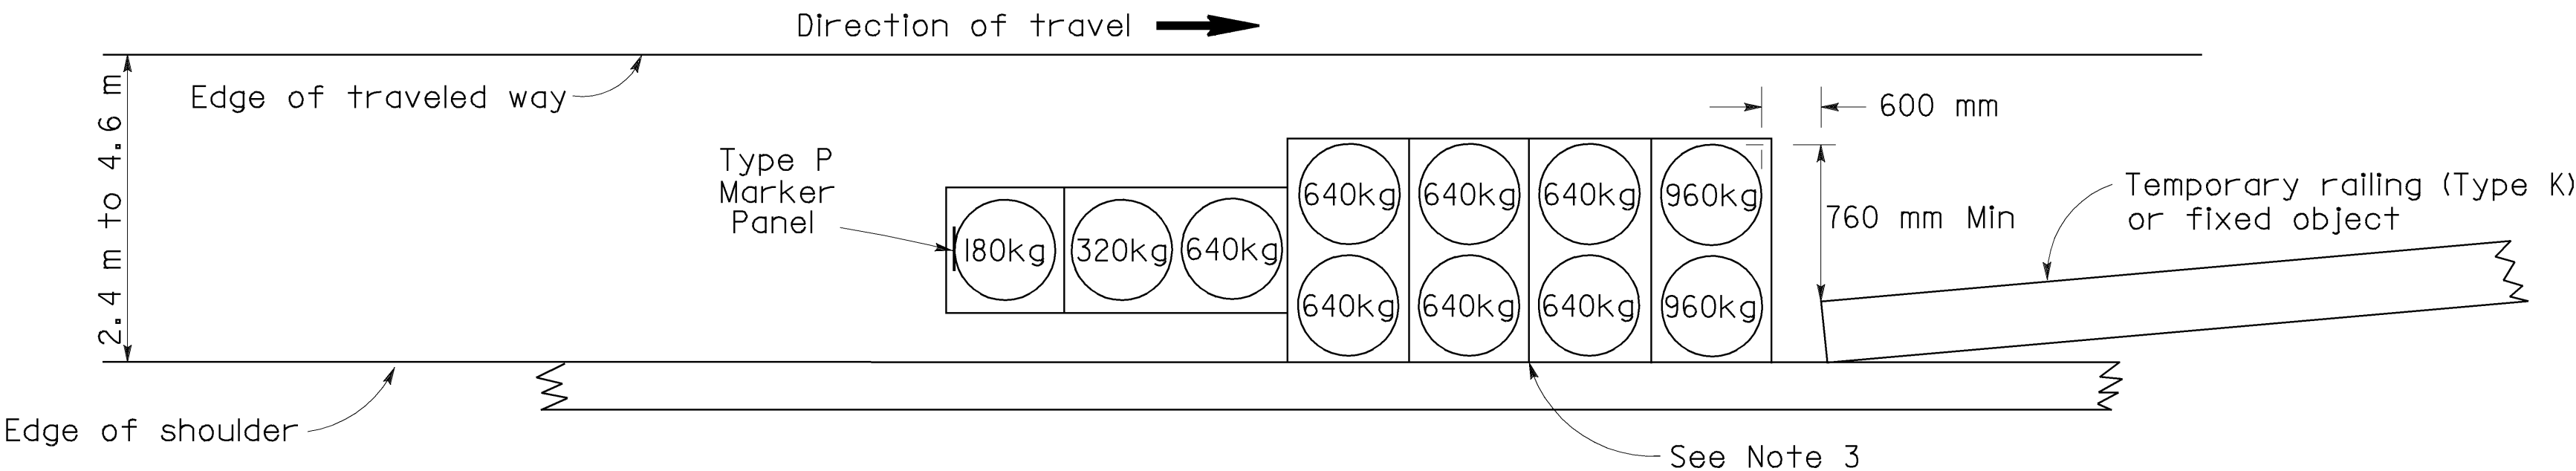 Direction of travel
Edge of traveled way
2.4 m to 4.6 m
600 mm
Type P
Marker
Panel
640kg 640kg 640kg 960kg
180kg 320kg 640kg
640kg 640kg 640kg 960kg
760 mm Min
Temporary railing (Type K)
or fixed object
Edge of shoulder
See Note 3